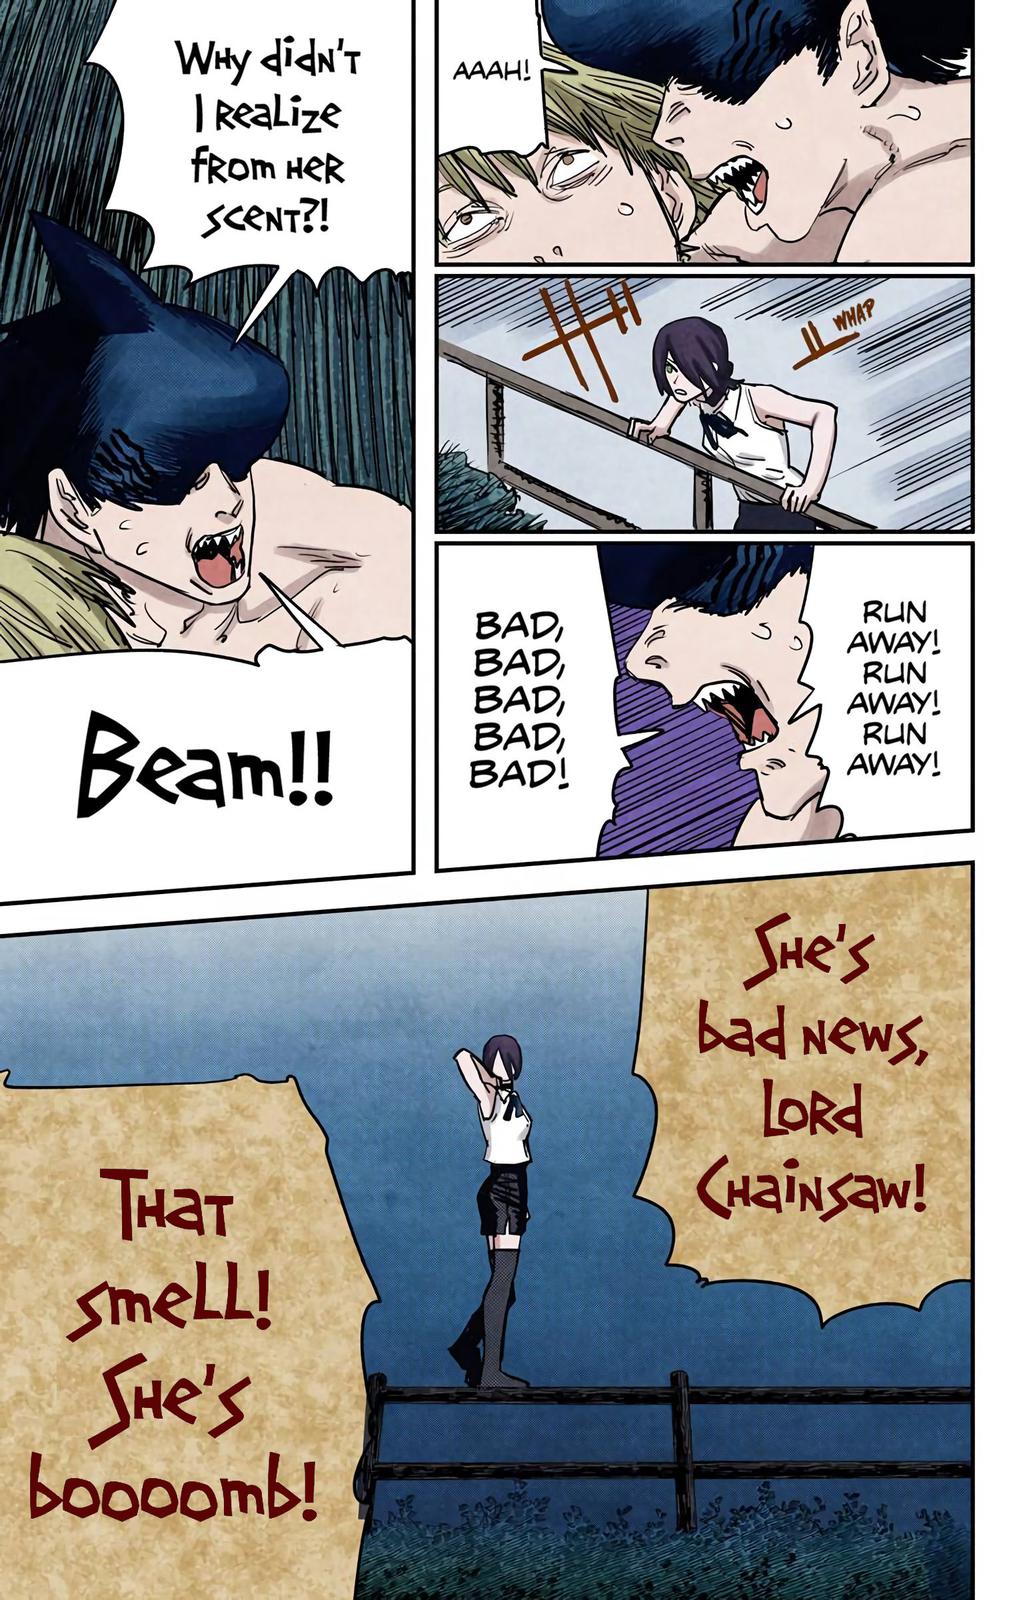 AAAH!
WHAP
RUN
AWAY!
RUN
AWAY!
RUN
AWAY!
BAD,
BAD,
BAD,
BAD,
BAD!
Why didn't
I realize
from her
scent?!
Beam!!
She's
bad news,
Lord
Chainsaw!
That
smell!
She's
boooomb!